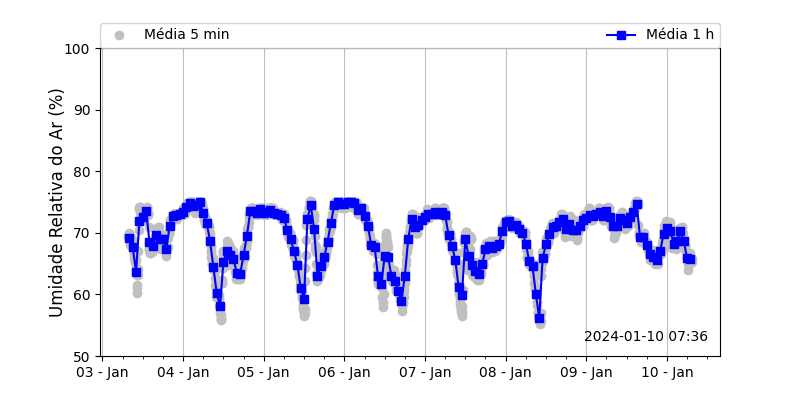 Média 5 min Média 1 h
100
90
80
70
60
50
Umidade Relativa do Ar (%)
2024-01-10 07:36
03 - Jan 04 - Jan 05 - Jan 06 - Jan 07 - Jan 08 - Jan 09 - Jan 10 - Jan